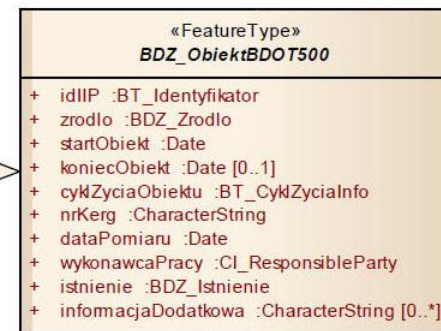 «FeatureType»
BDZ_ObiektBDOT500
+ idIIP :BT_Identyfikator
+ zrodlo :BDZ_Zrodlo
+ startObiekt :Date
+ koniecObiekt :Date [0..1]
+ cyklZyciaObiektu :BT_CyklZyciaInfo
+ nrKerg :CharacterString
+ dataPomiaru :Date
+ wykonawcaPracy :CI_ResponsibleParty
+ istnienie :BDZ_Istnienie
+ informacjaDodatkowa :CharacterString [0..*]